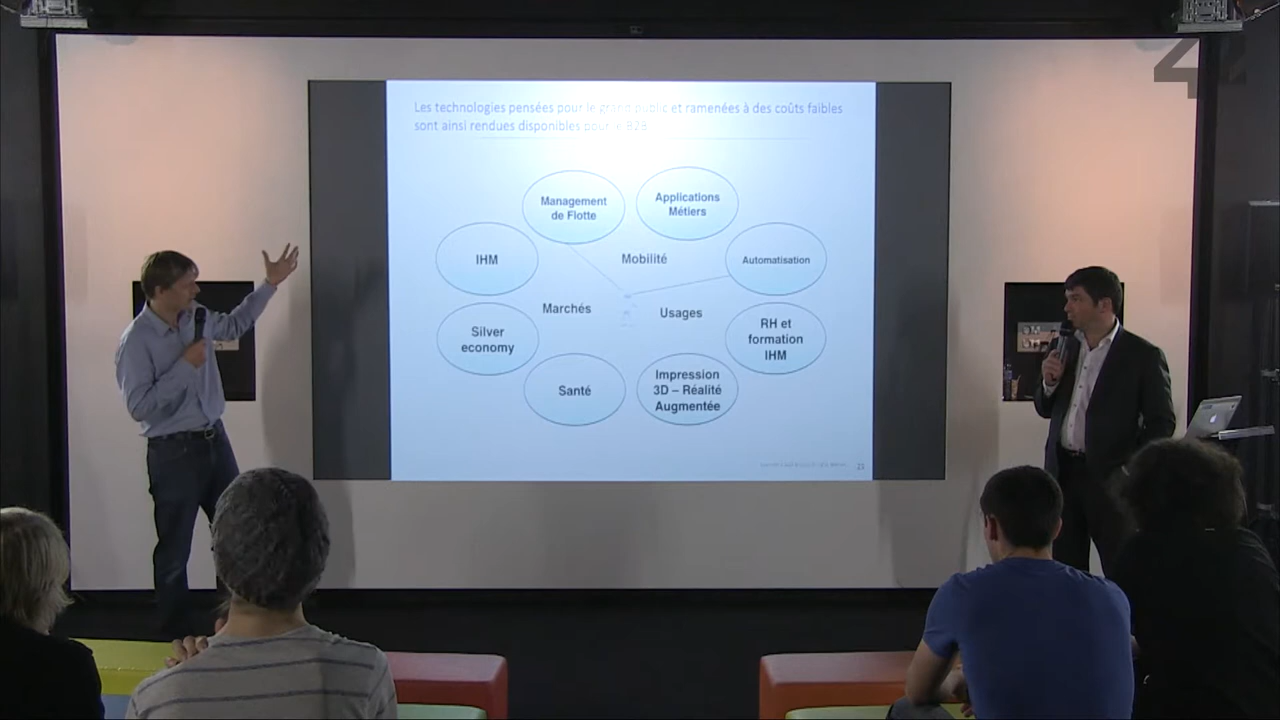 42
Les technologies pensées pour le grand public et ramenées à des coûts faibles
sont ainsi rendues disponibles pour le B2B
Management
de Flotte
Applications
Métiers
IHM
Mobilité
Automatisation
Marchés
Usages
Silver
economy
RH et
formation
IHM
Santé
Impression
3D – Réalité
Augmentée